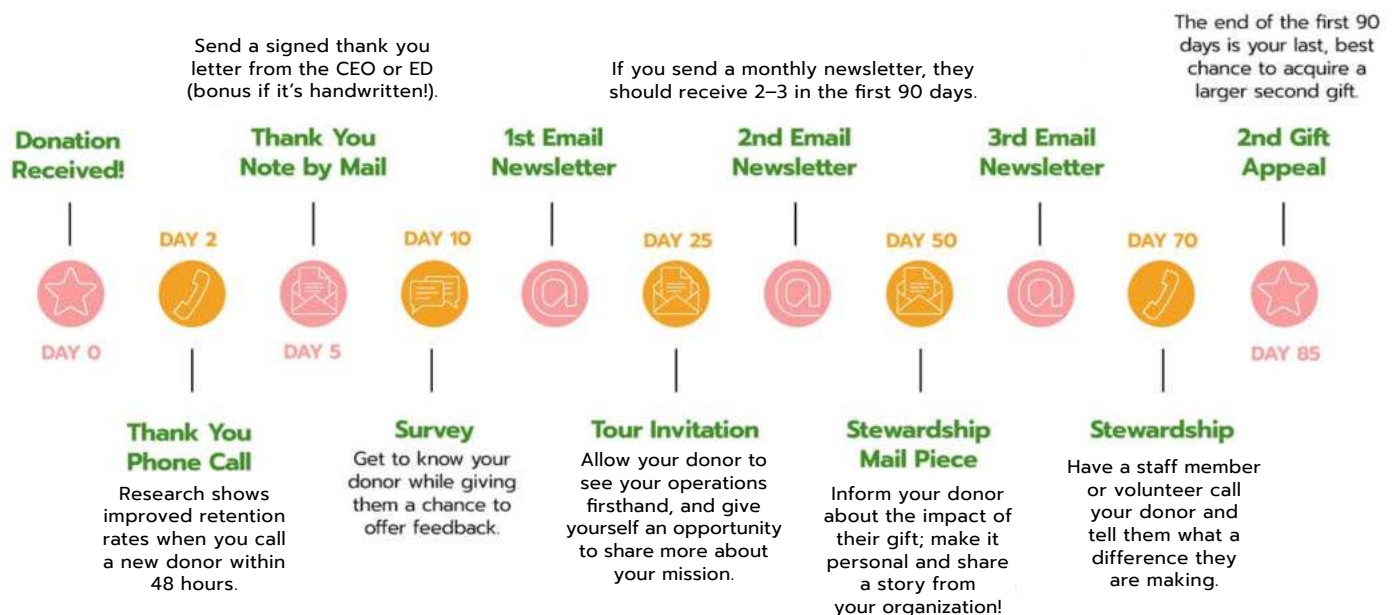 Donation
Received!
DAY 0
DAY 2
Thank You
Phone Call
Research shows
improved retention
rates when you call
a new donor within
48 hours.
Send a signed thank you
letter from the CEO or ED
(bonus if it's handwritten!).
Thank You
Note by Mail
DAY 5
DAY 10
Survey
Get to know your
donor while giving
them a chance to
offer feedback.
If you send a monthly newsletter, they
should receive 2–3 in the first 90 days.
1st Email
Newsletter
DAY 25
Tour Invitation
Allow your donor to
see your operations
firsthand, and give
yourself an opportunity
to share more about
your mission.
2nd Email
Newsletter
DAY 50
Stewardship
Mail Piece
Inform your donor
about the impact of
their gift; make it
personal and share
a story from
your organization!
3rd Email
Newsletter
DAY 70
Stewardship
Have a staff member
or volunteer call
your donor and
tell them what a
difference they
are making.
The end of the first 90
days is your last, best
chance to acquire a
larger second gift.
2nd Gift
Appeal
DAY 85